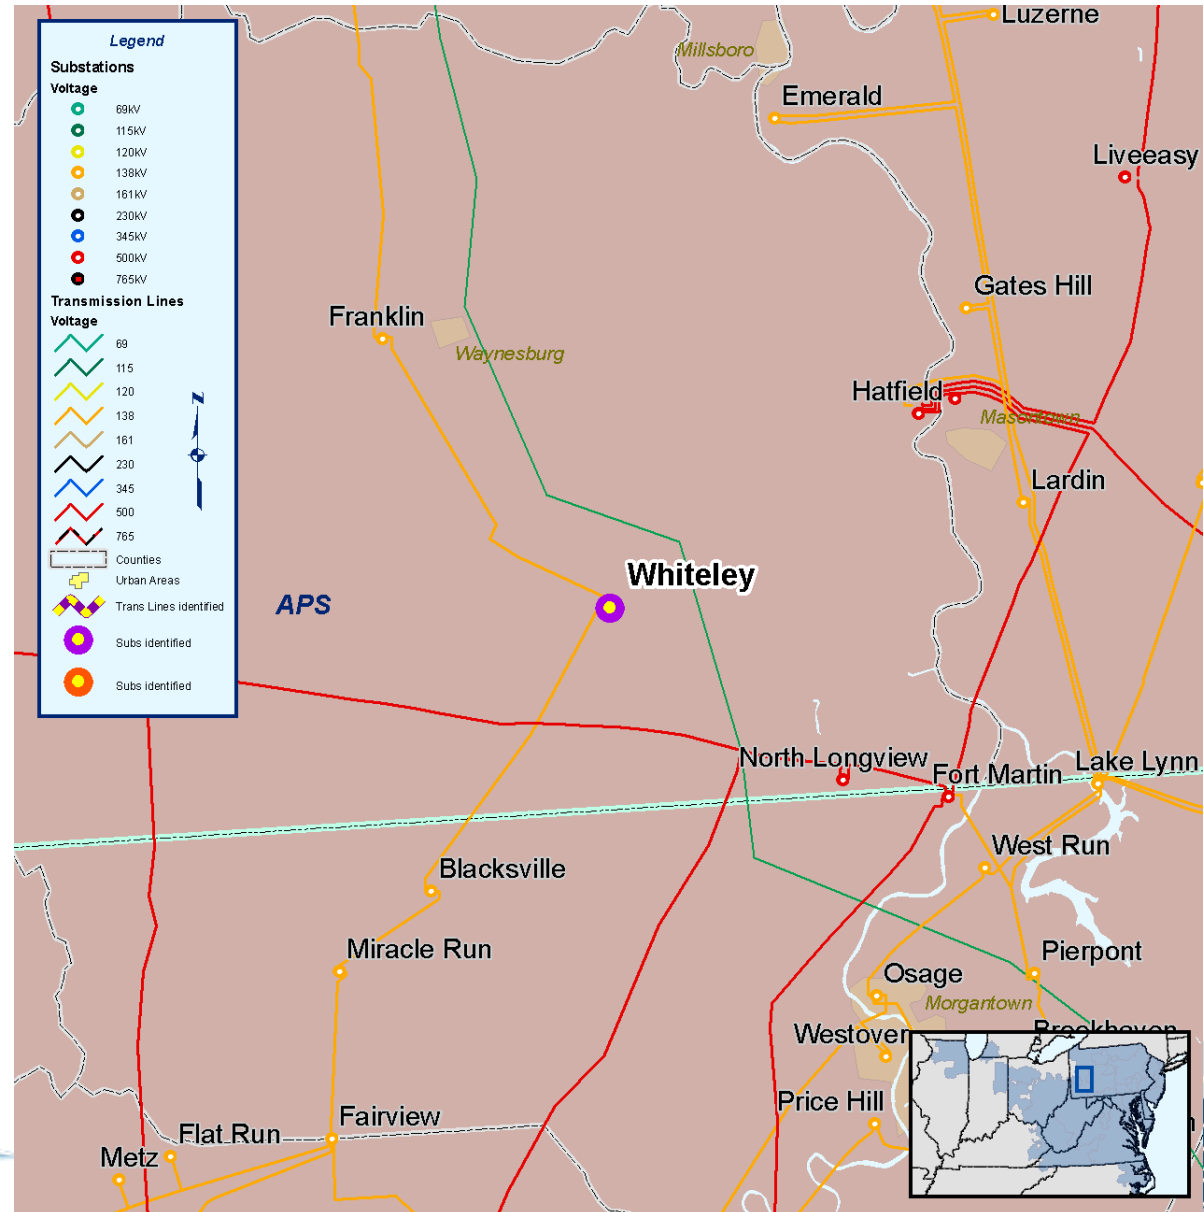 Legend
Substations
Voltage
69kV
115kV
120kV
138kV
161kV
230kV
345kV
500kV
765kV
Transmission Lines
Voltage
69
115
120
138
161
230
345
500
765
Counties
Urban Areas
Trans Lines identified
Subs identified
Subs identified
N
Luzerne
Millsboro
Emerald
Liveeasy
Gates Hill
Franklin
Waynesburg
Hatfield
Masontown
Lardin
Whiteley
APS
North Longview
Fort Martin
Lake Lynn
West Run
Blacksville
Miracle Run
Pierpont
Osage
Morgantown
Westover
Brookhaven
Price Hill
Fairview
Flat Run
Metz